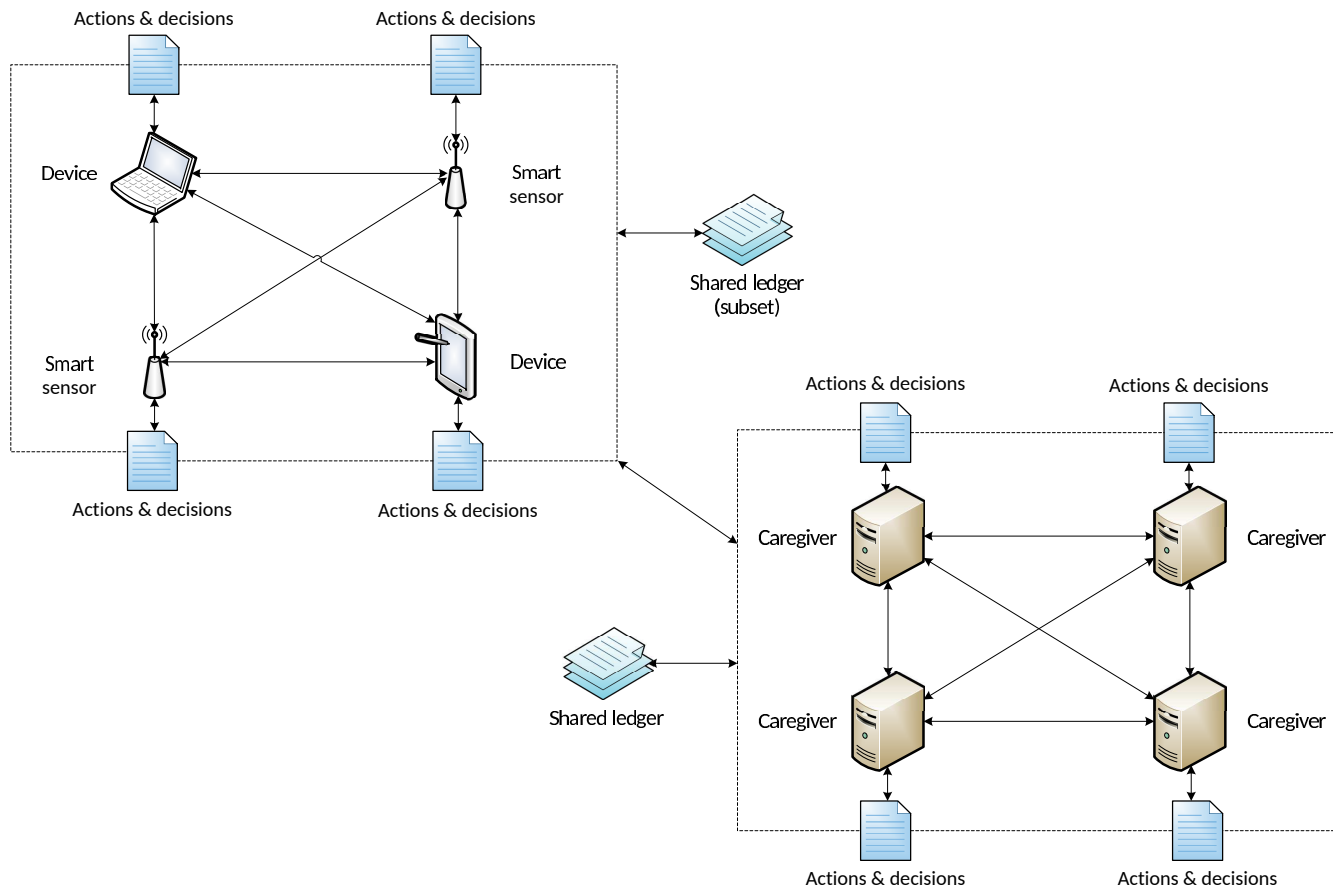 Actions & decisions
Actions & decisions
Device
Smart
sensor
Shared ledger
(subset)
Smart
sensor
Device
Actions & decisions
Actions & decisions
Actions & decisions
Actions & decisions
Caregiver
Caregiver
Shared ledger
Caregiver
Caregiver
Actions & decisions
Actions & decisions